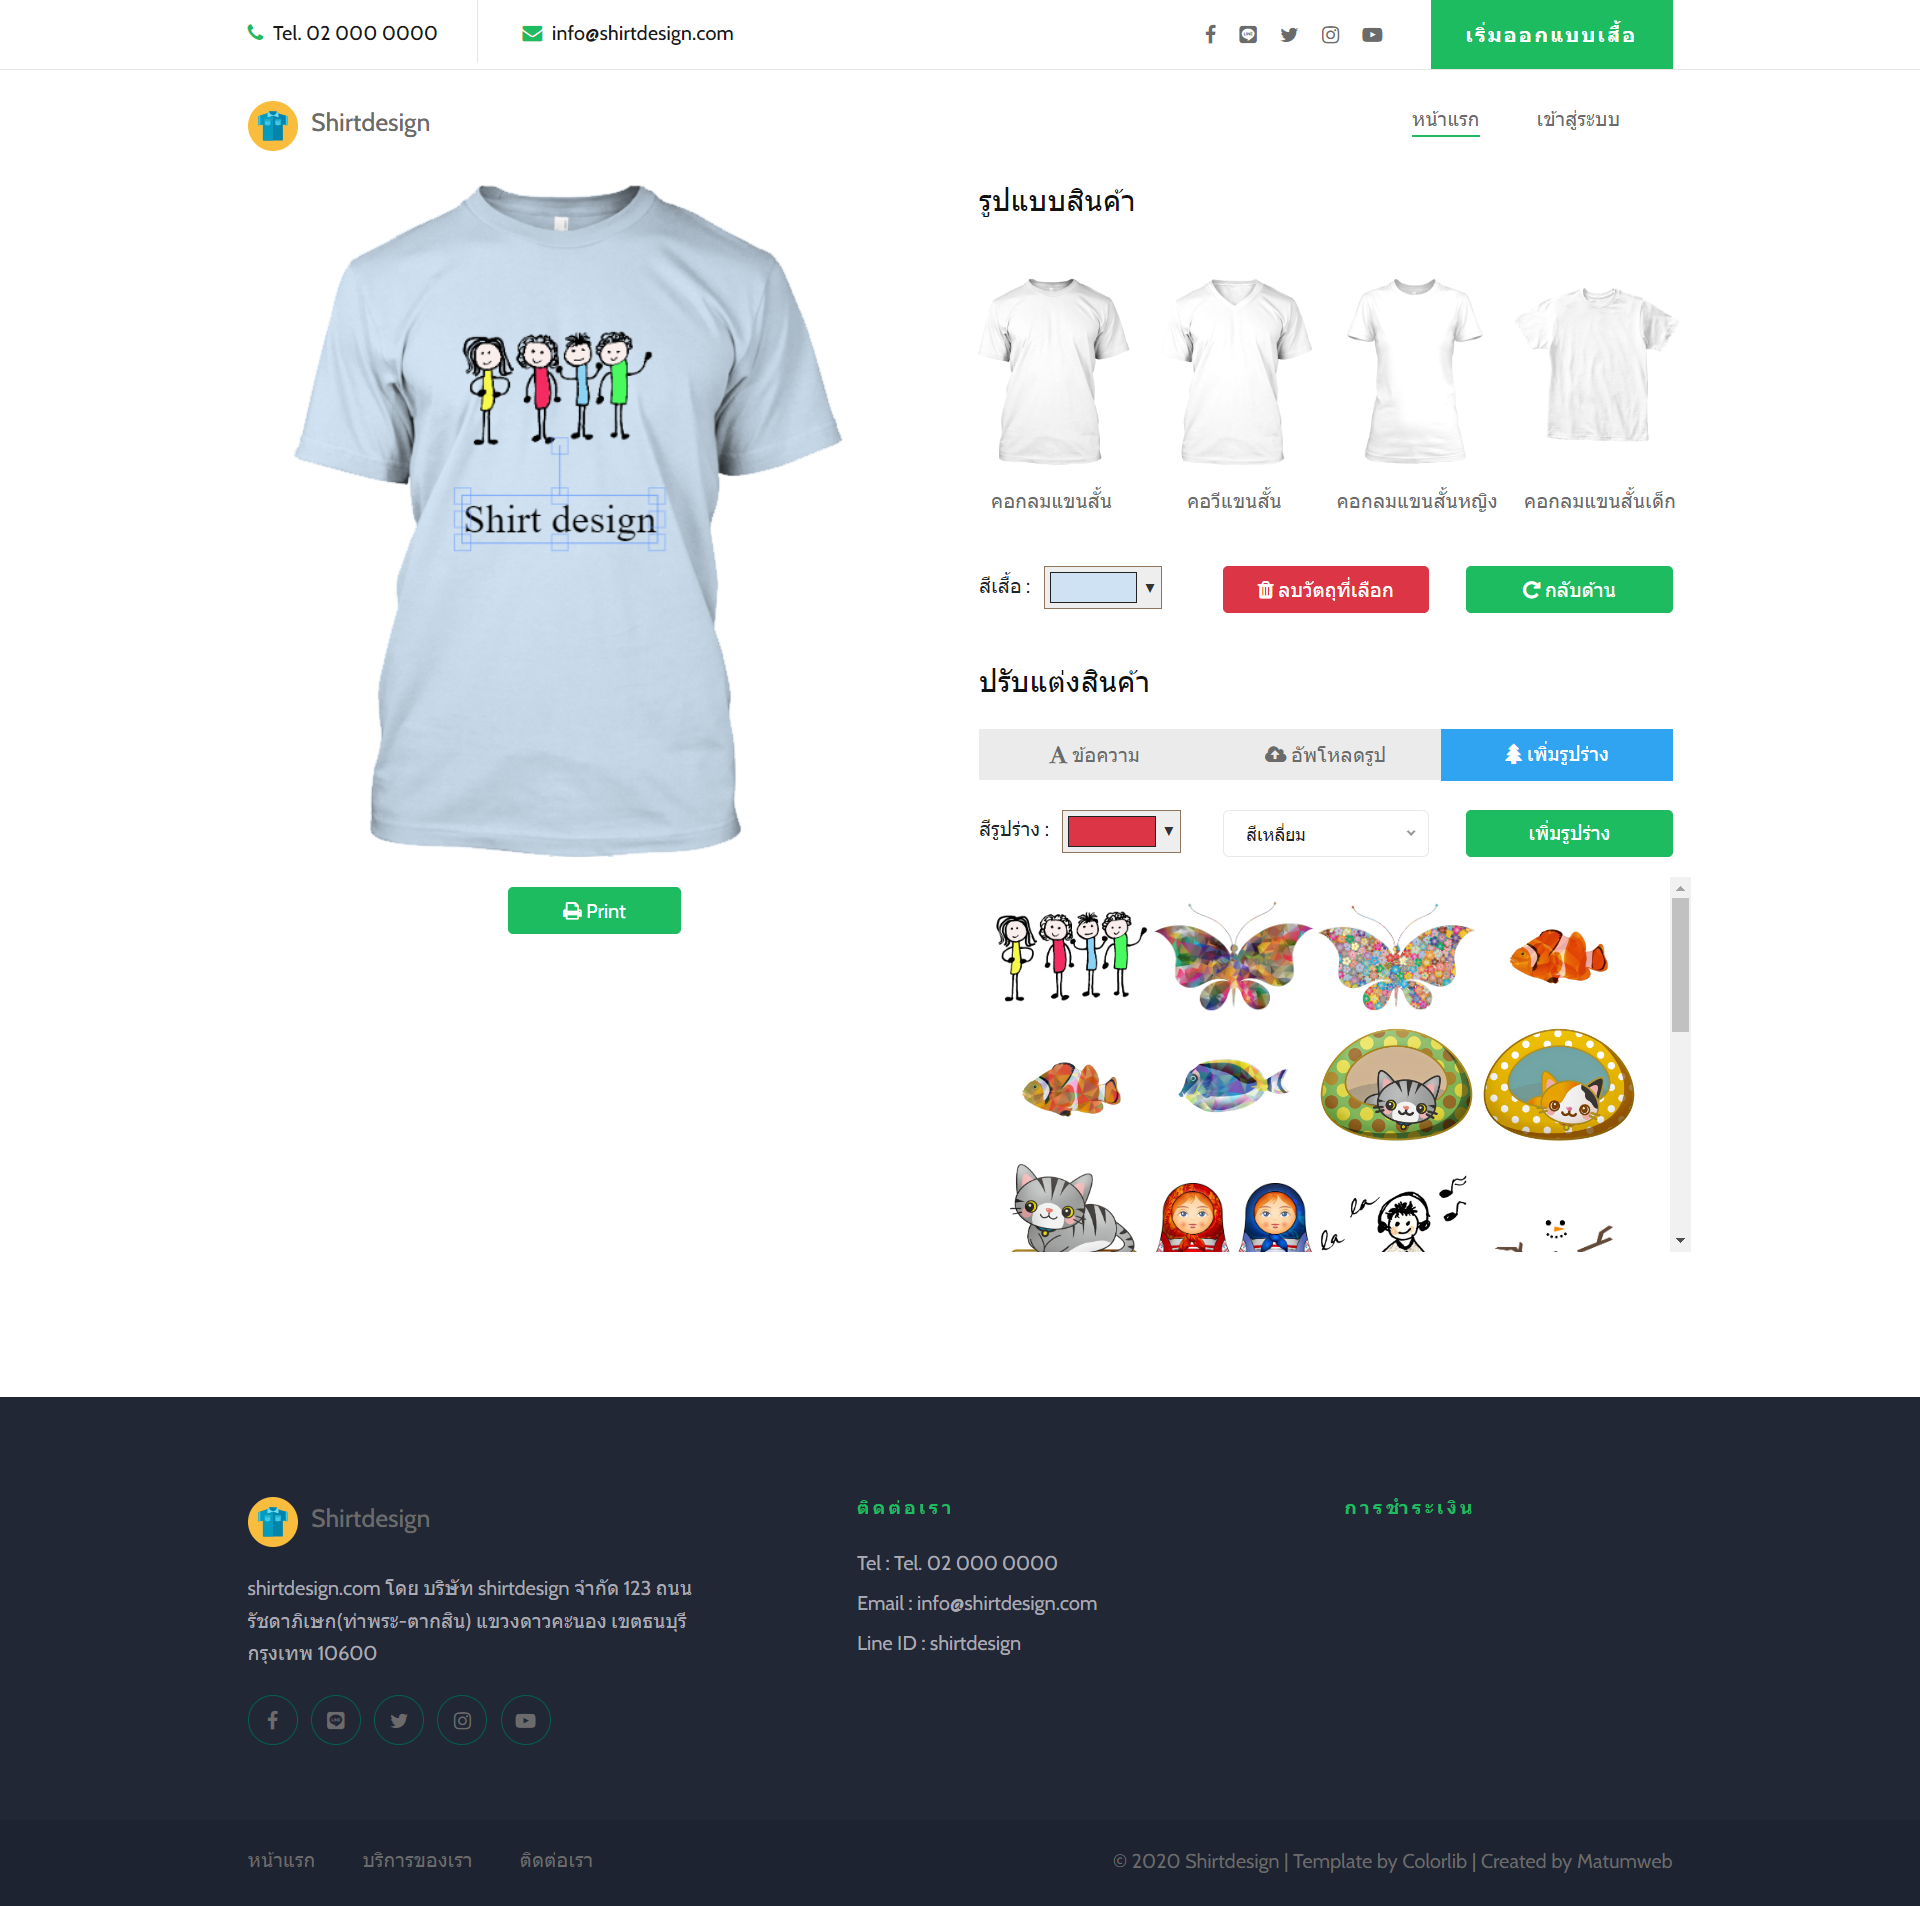 Tel. 02 000 0000
info@shirtdesign.com
เริ่มออกแบบเสื้อ
Shirtdesign
หน้าแรก
เข้าสู่ระบบ
Shirt design
Print
รูปแบบสินค้า
คอกลมแขนสั้น
คอวีแขนสั้น
คอกลมแขนสั้นหญิง
คอกลมแขนสั้นเด็ก
สีเสื้อ :
ลบวัตถุที่เลือก
กลับด้าน
ปรับแต่งสินค้า
A ข้อความ
อัพโหลดรูป
เพิ่มรูปร่าง
สีรูปร่าง :
สีเหลี่ยม
เพิ่มรูปร่าง
la
la
Shirtdesign
shirtdesign.com โดย บริษัท shirtdesign จำกัด 123 ถนน
รัชดาภิเษก(ท่าพระ-ตากสิน) แขวงดาวคะนอง เขตธนบุรี
กรุงเทพ 10600
ติดต่อเรา
Tel : Tel. 02 000 0000
Email : info@shirtdesign.com
Line ID : shirtdesign
การชำระเงิน
หน้าแรก
บริการของเรา
ติดต่อเรา
© 2020 Shirtdesign | Template by Colorlib | Created by Matumweb